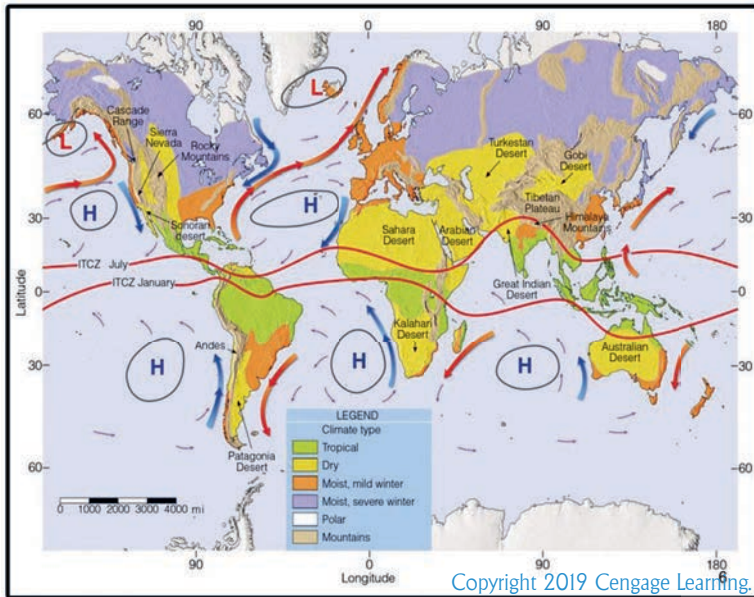 90
0
90
180
L
60
Cascade
Range
Sierra
Nevada
Rocky
Mountains
L
Turkestan
Desert
Gobi
Desert
H
H
Tibetan
Plateau
Himalaya
Mountains
30
Sonoran
desert
Sahara
Desert
Arabian
Desert
30
ITCZ July
ITCZ January
Great Indian
Desert
Latitude
0
0
Andes
Kalahari
Desert
Australian
Desert
H
H
H
30
30
Patagonia
Desert
60
60
LEGEND
Climate type
Tropical
Dry
Moist, mild winter
Moist, severe winter
Polar
Mountains
0 1000 2000 3000 4000 mi
90
0
90
180
6
Longitude
Copyright 2019 Cengage Learning.